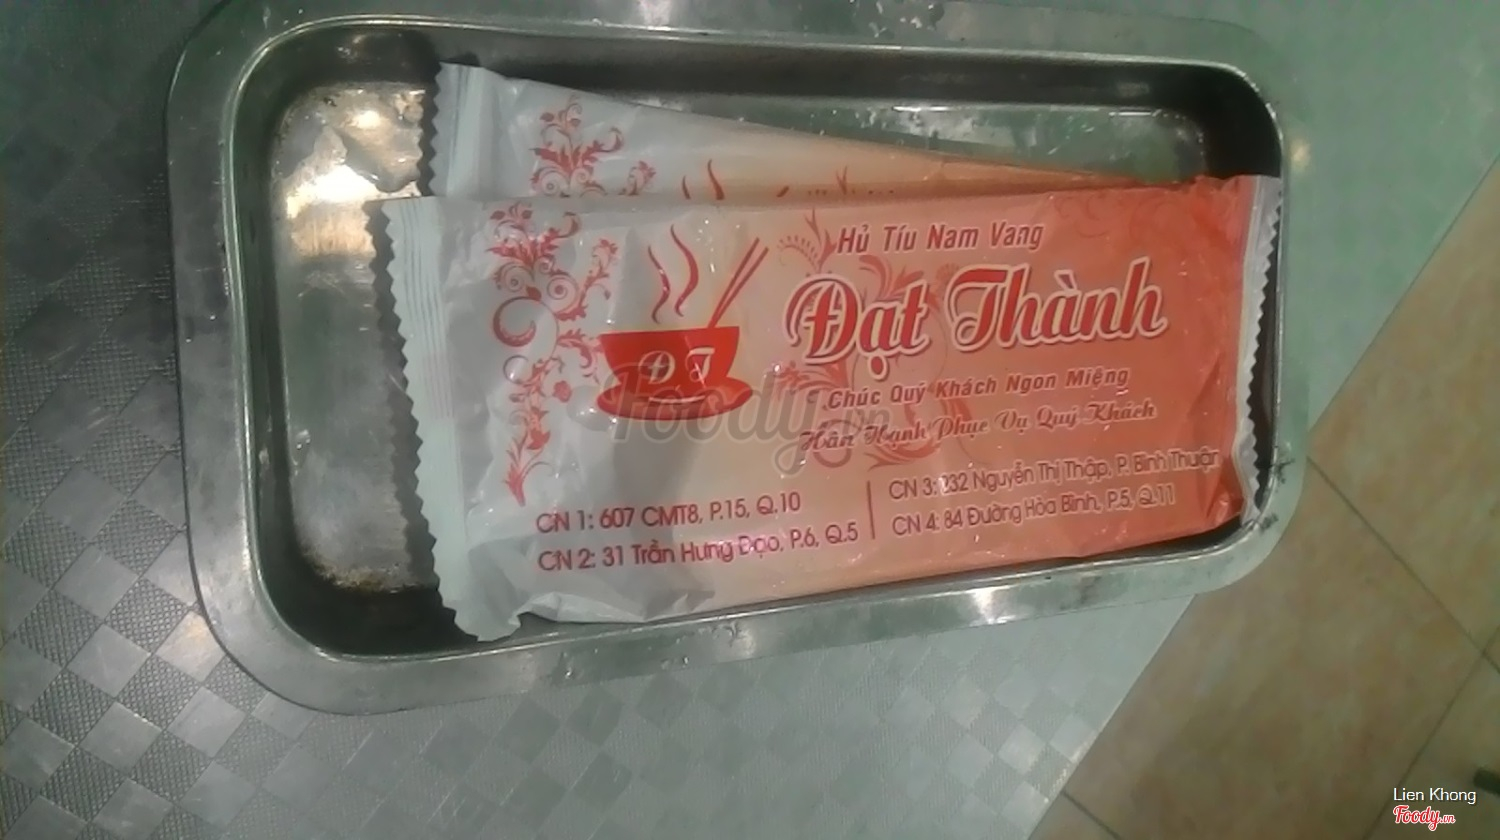 Hủ Tíu Nam Vang
Đạt Thành
ĐT
Chúc Quý Khách Ngon Miệng
Hân Hạnh Phục Vụ Quý Khách
CN 1: 607 CMT8, P.15, Q.10
CN 2: 31 Trần Hưng Đạo, P.6, Q.5
CN 3: 232 Nguyễn Thị Thập, P. Bình Thuận
CN 4: 84 Đường Hòa Bình, P.5, Q.11
Foody.vn
Lien Khong
Foody.vn